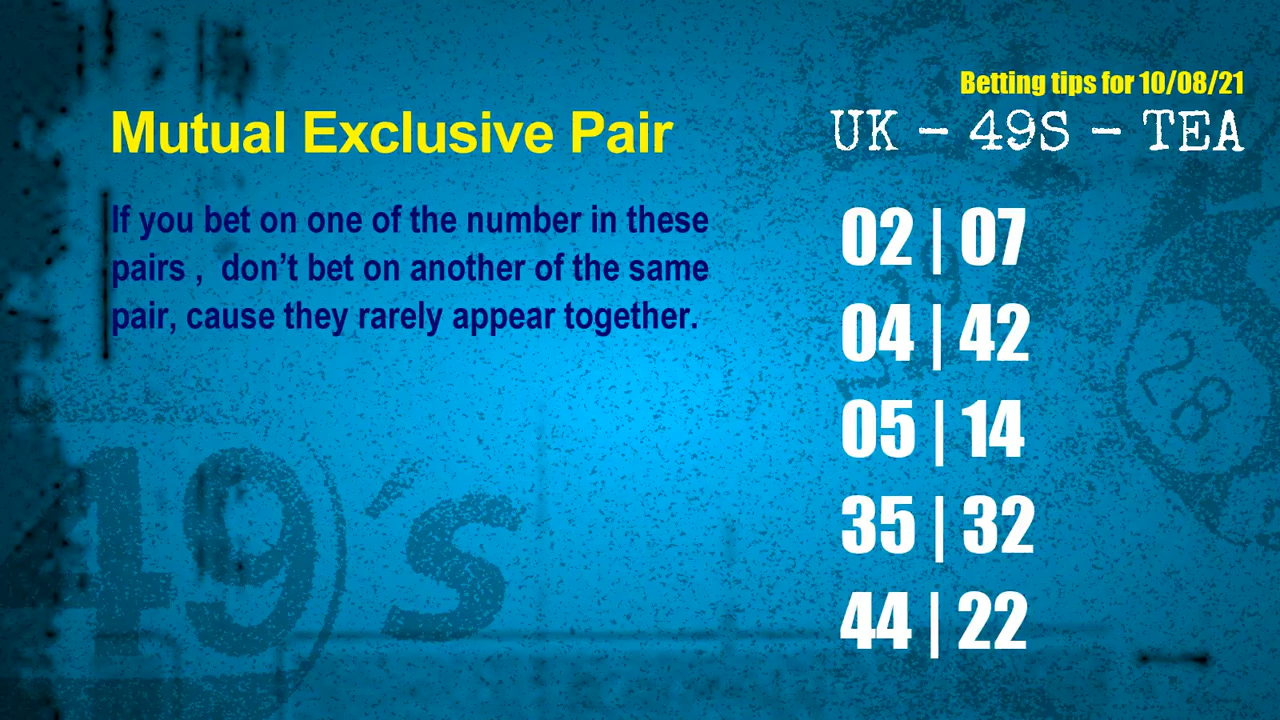 Betting tips for 10/08/21
Mutual Exclusive Pair
UK - 49S - TEA
If you bet on one of the number in these
pairs ,  don't bet on another of the same
pair, cause they rarely appear together.
02 | 07
04 | 42
05 | 14
35 | 32
44 | 22
49's
39
28